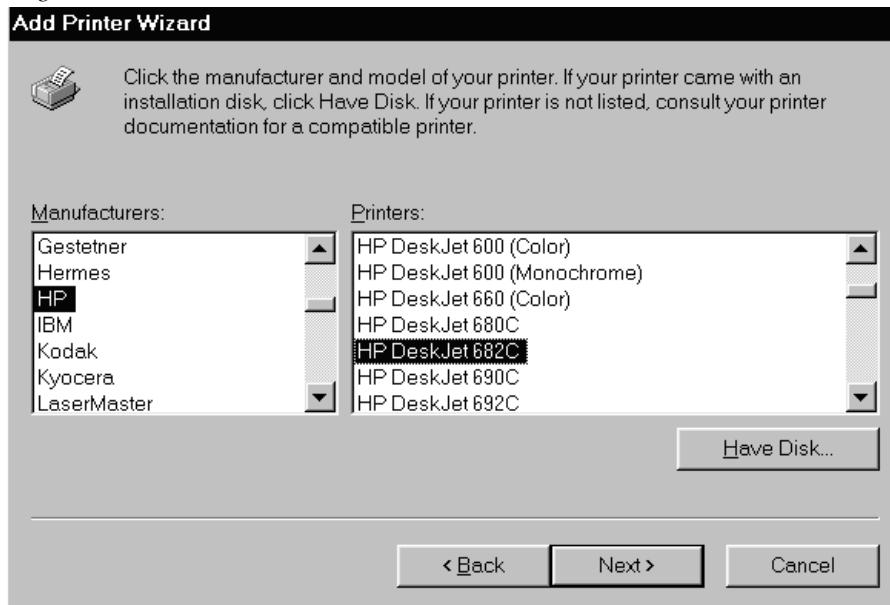 Add Printer Wizard
Click the manufacturer and model of your printer. If your printer came with an
installation disk, click Have Disk. If your printer is not listed, consult your printer
documentation for a compatible printer.
Manufacturers:
Gestetner
Hermes
HP
IBM
Kodak
Kyocera
LaserMaster
Printers:
HP DeskJet 600 (Color)
HP DeskJet 600 (Monochrome)
HP DeskJet 660 (Color)
HP DeskJet 680C
HP DeskJet 682C
HP DeskJet 690C
HP DeskJet 692C
Have Disk...
< Back
Next >
Cancel